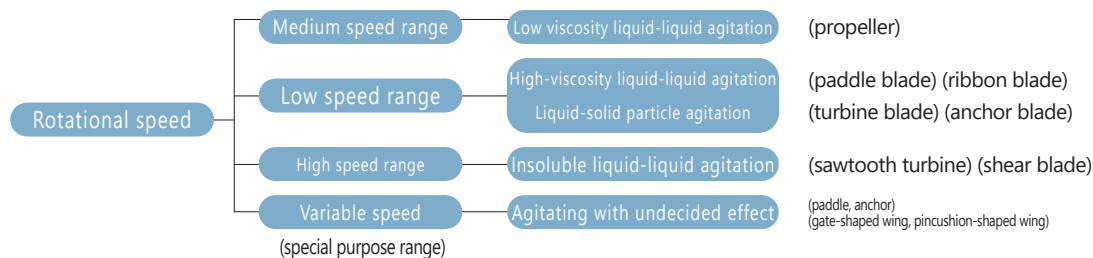 Rotational speed
Medium speed range
Low viscosity liquid-liquid agitation
(propeller)
Low speed range
High-viscosity liquid-liquid agitation
Liquid-solid particle agitation
(paddle blade) (ribbon blade)
(turbine blade) (anchor blade)
High speed range
Insoluble liquid-liquid agitation
(sawtooth turbine) (shear blade)
Variable speed
(special purpose range)
Agitating with undecided effect
(paddle, anchor)
(gate-shaped wing, pincushion-shaped wing)